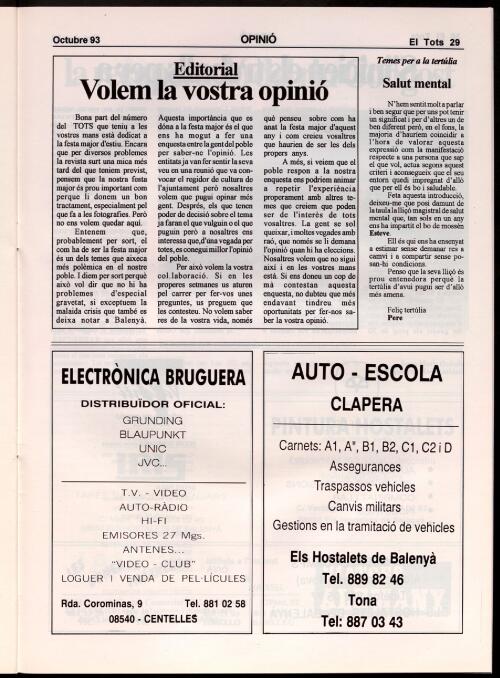 Octubre 93
OPINIÓ
El Tots 29
Editorial
Volem la vostra opinió
Bona part del número
del TOTS que teniu a les
vostres mans està dedicat a
la festa major d'estiu. Encara
que per diversos problemes
la revista surt una mica més
tard del que teniem previst,
pensem que la nostra festa
major és prou important com
perque li donem un bon
tractament, especialment pel
que fa a les fotografies. Però
no ens volem quedar aquí.
Entenem que,
probablement per sort, el
com ha de ser la festa major
és un dels temes que aixeca
més polèmica en el nostre
poble. I diem per sort perquè
això vol dir que no hi ha
problemes d'especial
gravetat, si exceptuem la
malaida crisis que també es
deixa notar a Balenyà.
Aquesta importància que es
dóna a la festa major és el que
ens ha mogut a fer una
enquesta entre la gent del poble
per saber-ne l'opinió. Les
entitats ja van fer sentir la seva
veu en una reunió que va con-
vocar el regidor de cultura de
l'ajuntament però nosaltres
volem que pugui opinar més
gent. Després, els que tenen
poder de decisió sobre el tema
ja faran el que vulguin o el que
puguin però a nosaltres ens
interessa que, d'una vegada per
totes, es conegui millor l'opinió
del poble.
Per això volem la vostra
col.laboració. Si en les
properes setmanes us aturen
pel carrer per fer-vos unes
preguntes, us preguem que
les contesteu. No volem saber
res de la vostra vida, només
què penseu sobre com ha
anat la festa major d'aquest
any i com creieu vosaltres
que haurien de ser les dels
propers anys.
A més, si veiem que el
poble respon a la nostra
enquesta ens podriem animar
a repetir l'experiència
properament amb altres te-
mes que creiem que poden
ser de l'interès de tots
vosaltres. La gent se sol
queixar, i moltes vegades amb
raó, que només se li demana
l'opinió quan hi ha eleccions.
Nosaltres volem que no sigui
així i en les vostres mans
està. Si ens doneu un cop de
mà contestan aquesta
enquesta, no dubteu que més
endavant tindreu més
oportunitats per fer-nos sa-
ber la vostra opinió.
Temes per a la tertúlia
Salut mental
N'hem sentit molt a parlar
i ben segur que per uns pot tenir
un significat i per d'altres un de
ben diferent però, en el fons, la
majoria d'hauriem coincidir a
l'hora de valorar aquesta
expressió com la manifestació
respecte a una persona que sap
el que vol, actua segons aquest
criteri i aconsegueix que el seu
entorn quedi impregnat d'allò
que per ell és bo i saludable.
Feta aquesta introducció,
deixeu-me que posi damunt de
la taula la lliçó magistral de salut
mental que, tan sols en un any
ens ha impartit el bo de mossèn
Esteve.
Ell és qui ens ha ensenyat
a estimar sense demanar res a
canvi i a compartir sense po-
san-hi condicions.
Penso que la seva lliçó és
prou entenedora perquè la
tertúlia d'avui pugui ser d'allò
més amena.
Feliç tertúlia
Pere
ELECTRÒNICA BRUGUERA
DISTRIBUÏDOR OFICIAL:
GRUNDING
BLAUPUNKT
UNIC
JVC...
T.V. - VIDEO
AUTO-RÀDIO
HI-FI
EMISORES 27 Mgs.
ANTENES...
"VIDEO - CLUB"
LOGUER I VENDA DE PEL·LÍCULES
Rda. Corominas, 9 Tel. 881 02 58
08540 - CENTELLES
AUTO - ESCOLA
CLAPERA
Carnets: A1, A", B1, B2, C1, C2 i D
Assegurances
Traspassos vehicles
Canvis militars
Gestions en la tramitació de vehicles
Els Hostalets de Balenyà
Tel. 889 82 46
Tona
Tel: 887 03 43